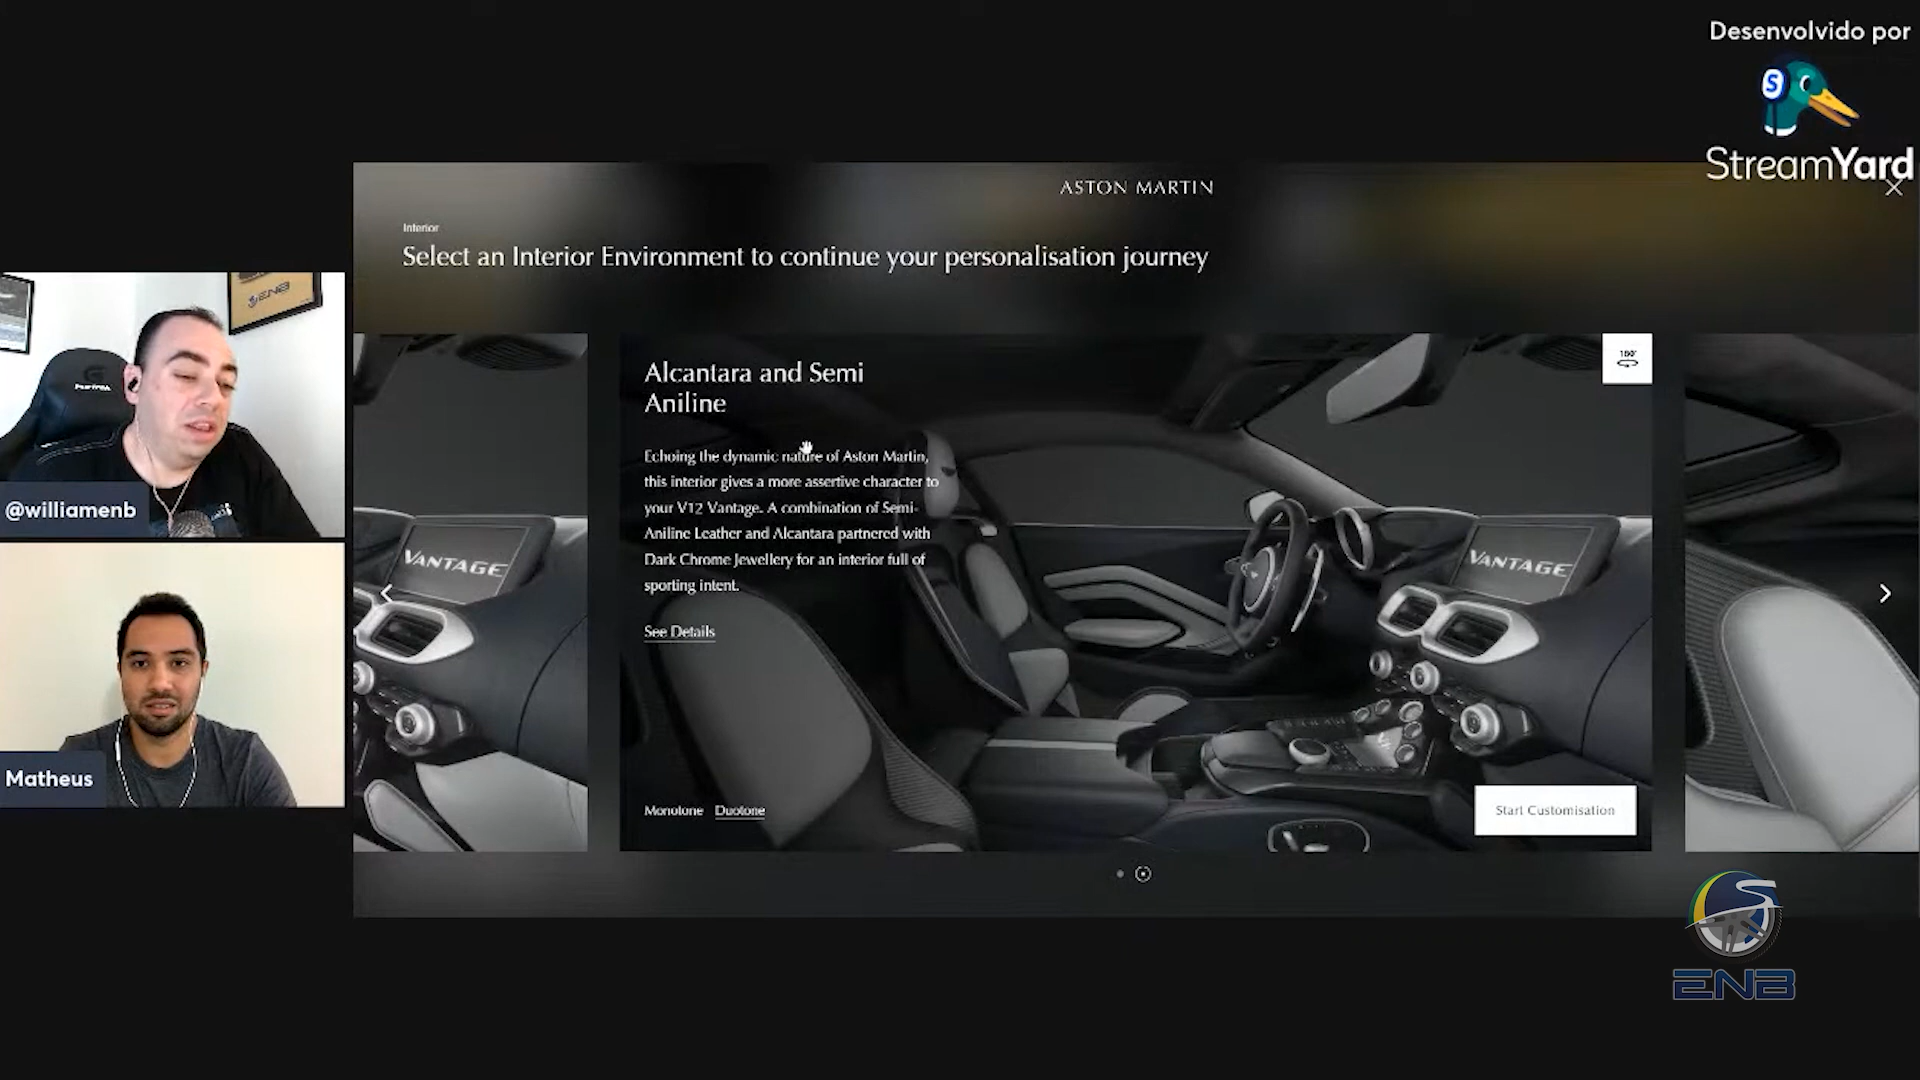 Desenvolvido por
S
StreamYard
ASTON MARTIN
Interior
Select an Interior Environment to continue your personalisation journey
ENB
@williamenb
Matheus
VANTAGE
Alcantara and Semi
Aniline
Echoing the dynamic nature of Aston Martin,
this interior gives a more assertive character to
your V12 Vantage. A combination of Semi-
Aniline Leather and Alcantara partnered with
Dark Chrome Jewellery for an interior full of
sporting intent.
See Details
Monotone Duotone
180°
VANTAGE
Start Customisation
ENB